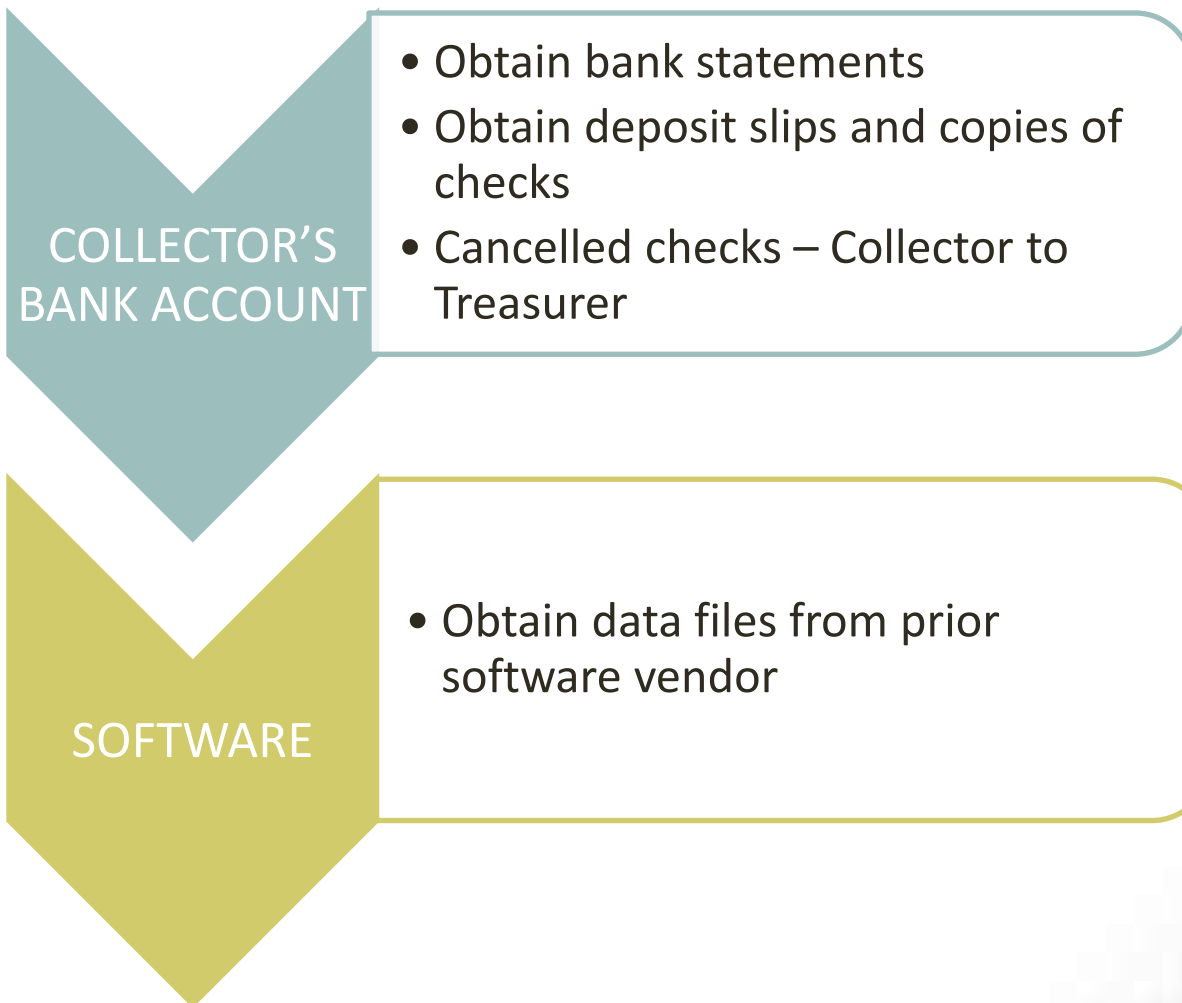 COLLECTOR’S
BANK ACCOUNT
• Obtain bank statements
• Obtain deposit slips and copies of
checks
• Cancelled checks – Collector to
Treasurer
SOFTWARE
• Obtain data files from prior
software vendor